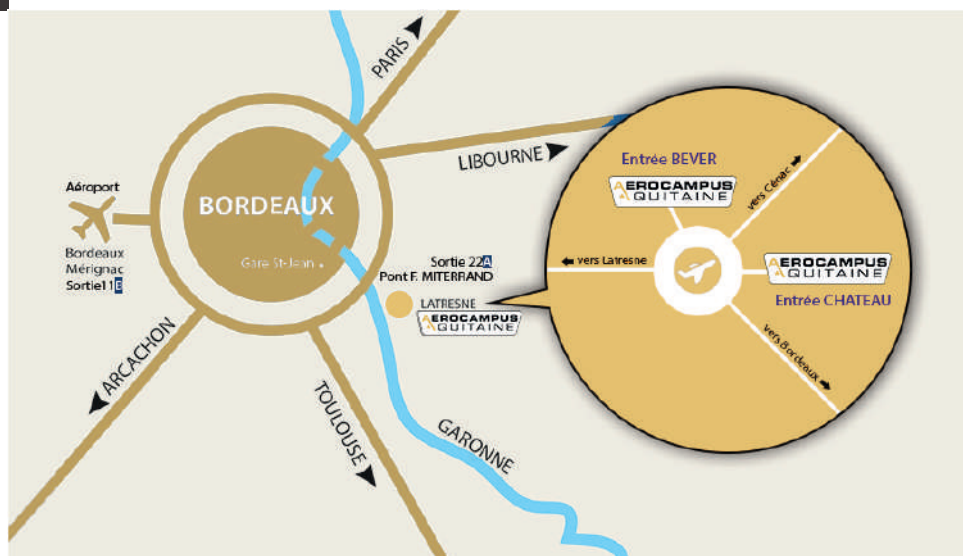 PARIS
LIBOURNE
Aéroport
BORDEAUX
Gare St-Jean
Bordeaux
Mérignac
Sortie11B
Sortie 22A
Pont F. MITERRAND
LATRESNE
AEROCAMPUS
AQUITAINE
ARCACHON
TOULOUSE
GARONNE
Entrée BEVER
AEROCAMPUS
AQUITAINE
vers Cénac
vers Latresne
AEROCAMPUS
AQUITAINE
Entrée CHATEAU
vers Bordeaux